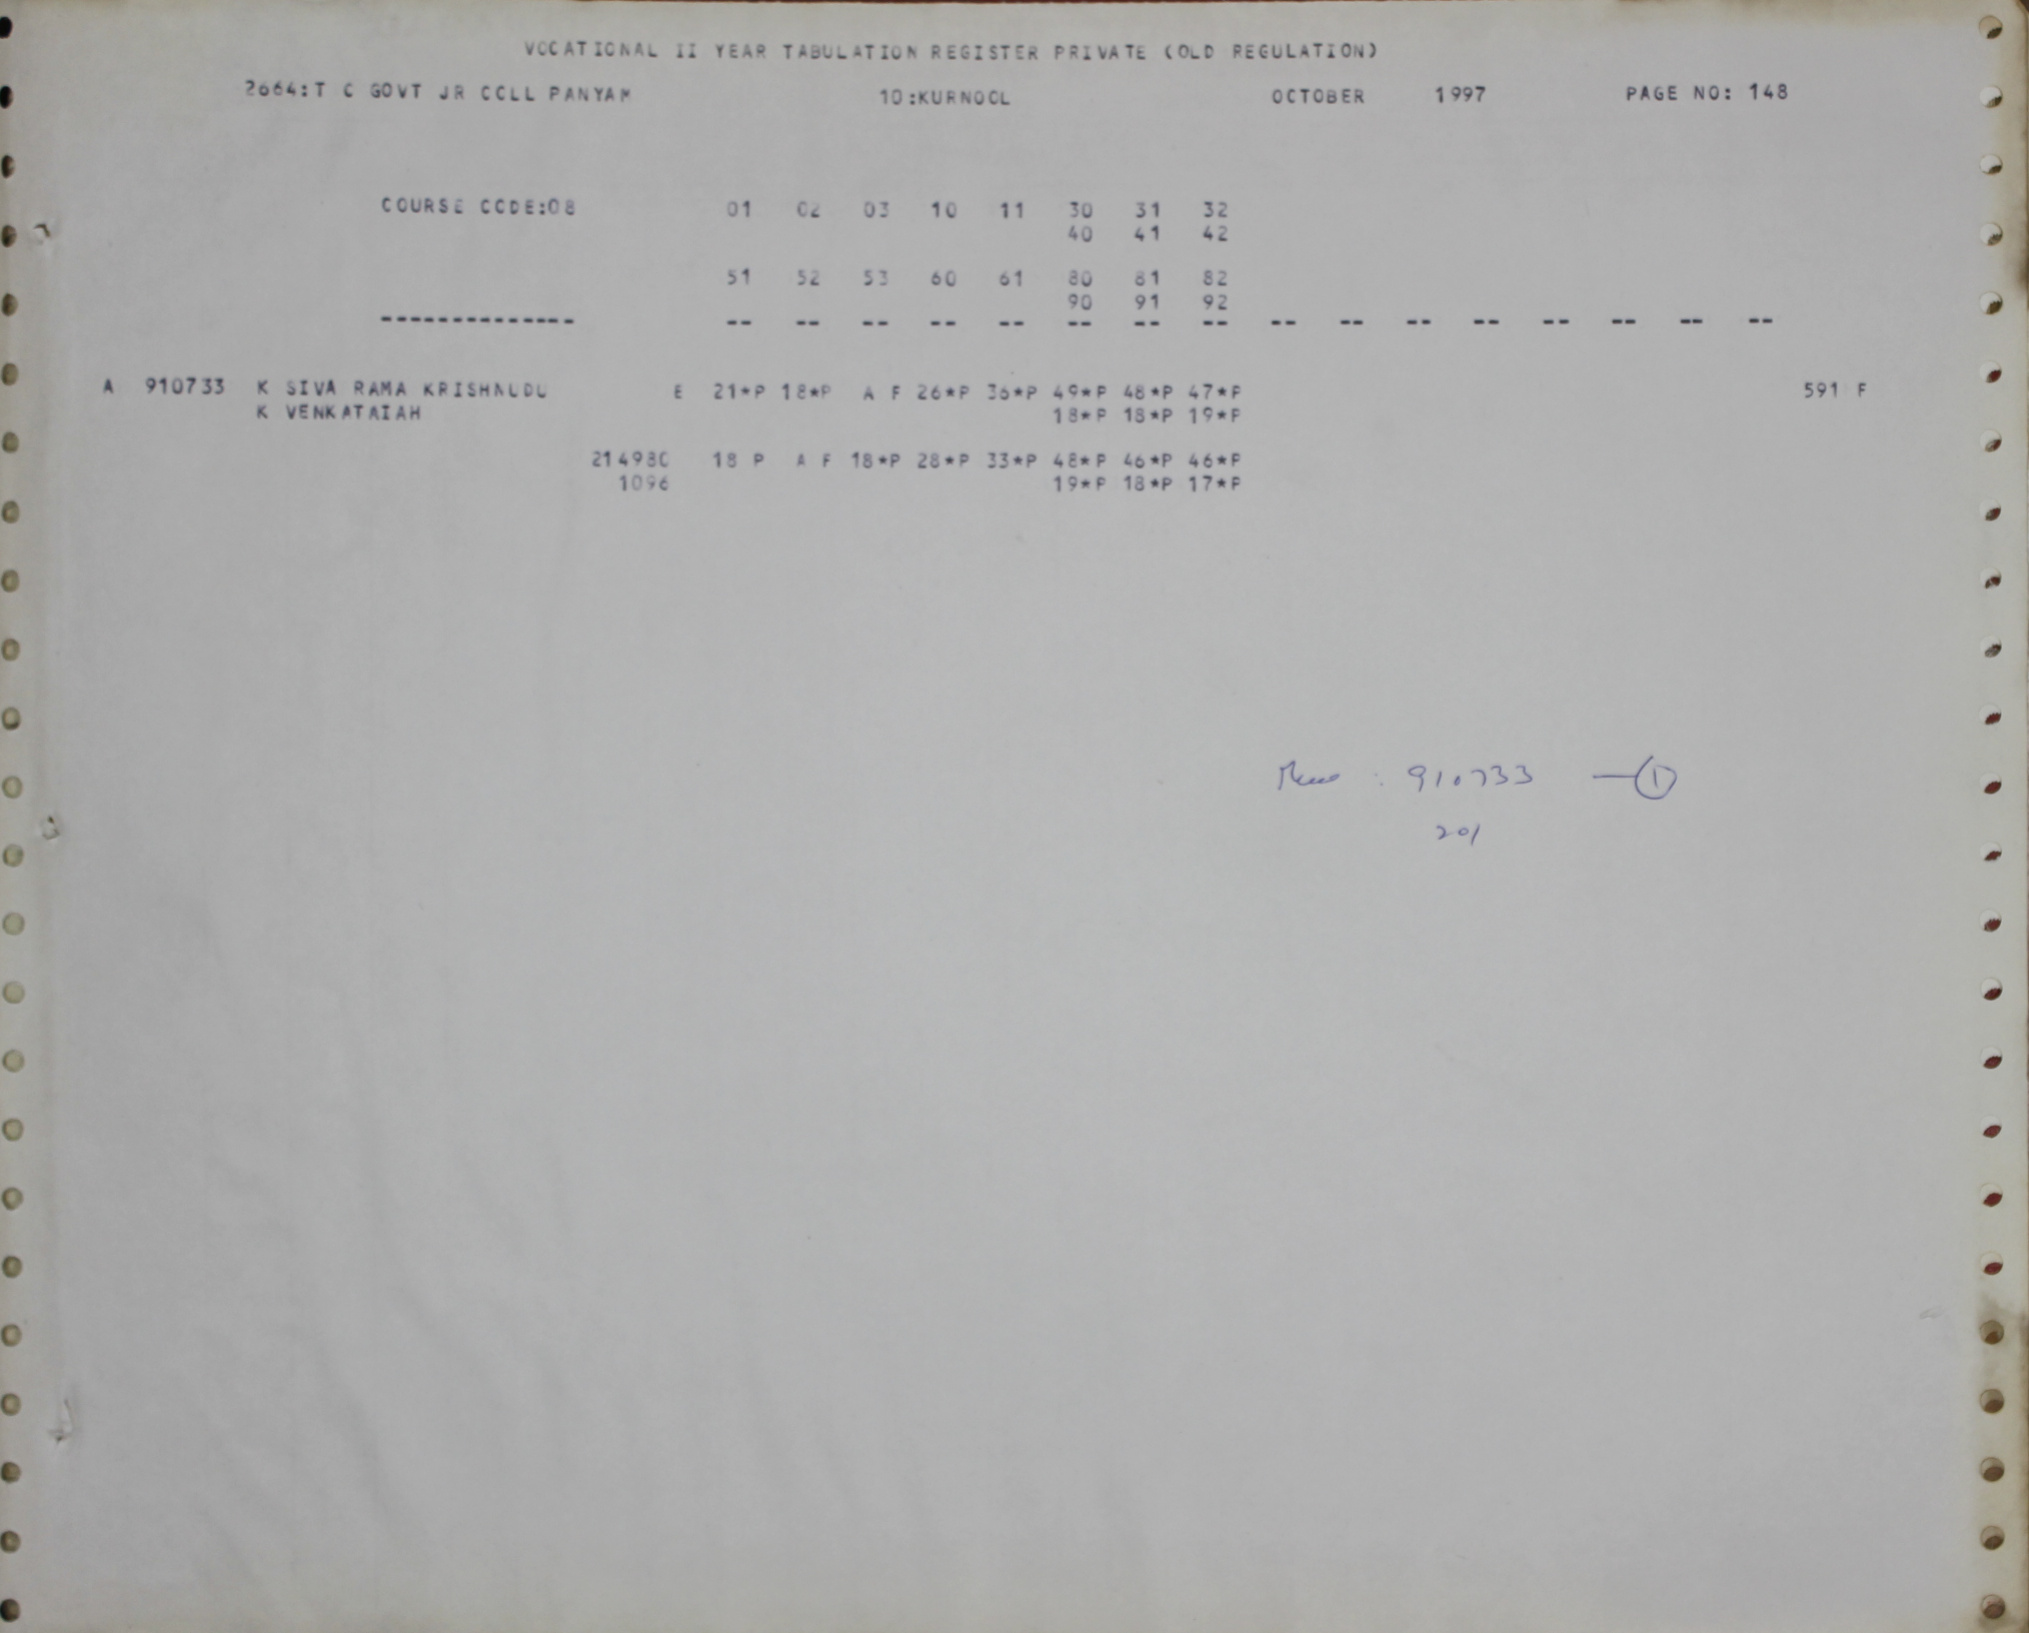 VOCATIONAL II YEAR TABULATION REGISTER PRIVATE (OLD REGULATION)
2664:T C GOVT JR COLL PANYAM 10:KURNOOL OCTOBER 1997 PAGE NO: 148
COURSE CODE:08 01 02 03 10 11 30 31 32
40 41 42
51 52 53 60 61 80 81 82
90 91 92
-------------- -- -- -- -- -- -- -- -- -- -- -- -- -- -- -- --
A 910733 K SIVA RAMA KRISHNUDU E 21*P 18*P A F 26*P 36*P 49*P 48*P 47*P 591 F
K VENKATAIAH 18*P 18*P 19*P
214980 18 P A F 18*P 28*P 33*P 48*P 46*P 46*P
1096 19*P 18*P 17*P
: 910733 — 1
201